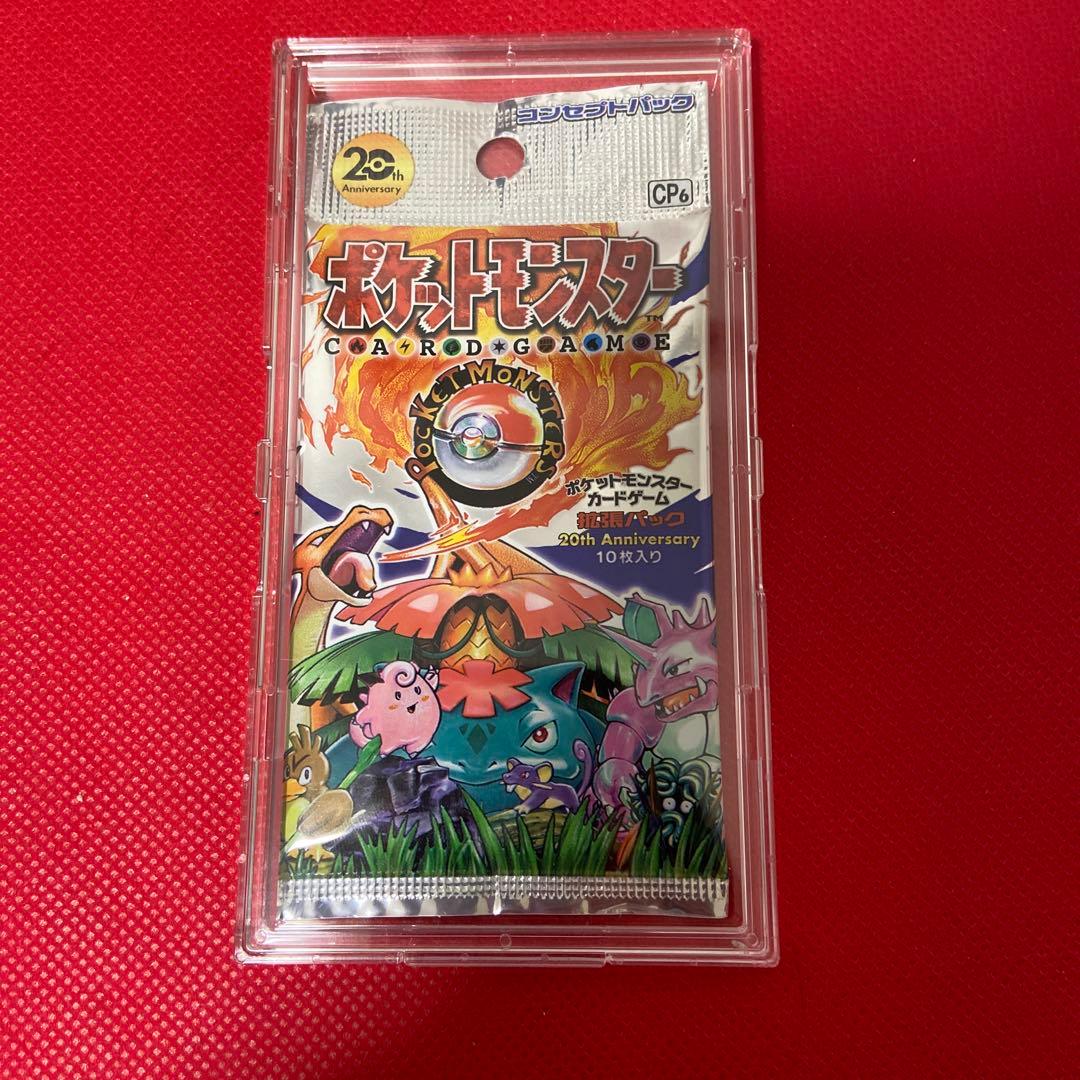 コンセプトパック
20th
Anniversary
CP6
ポケットモンスター
TM
CARDGAME
POCKET MONSTERS
ポケットモンスター
カードゲーム
拡張パック
20th Anniversary
10枚入り